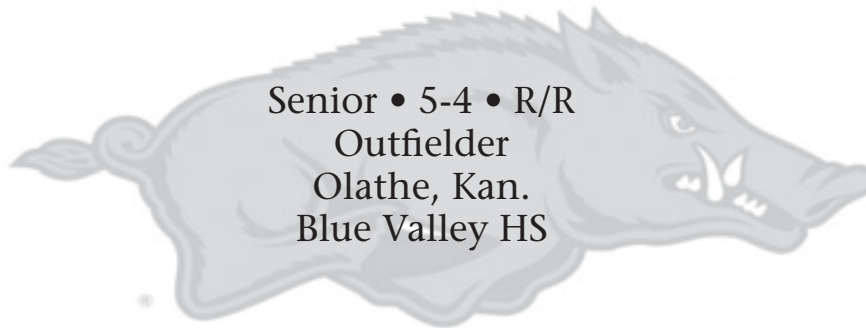 Senior • 5-4 • R/R
Outfielder
Olathe, Kan.
Blue Valley HS
®